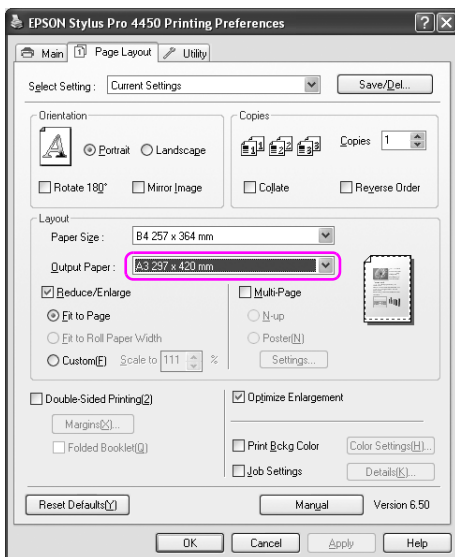 EPSON Stylus Pro 4450 Printing Preferences
Main Page Layout Utility
Select Setting : Current Settings Save/Del...
Orientation Copies
Portrait Landscape Copies 1
Rotate 180° Mirror Image Collate Reverse Order
Layout
Paper Size : B4 257 x 364 mm
Output Paper : A3 297 x 420 mm
Reduce/Enlarge Multi-Page
Fit to Page N-up
Fit to Roll Paper Width Poster(N)
Custom(F) Scale to 111 % Settings...
Double-Sided Printing(2) Optimize Enlargement
Margins(X)...
Folded Booklet(Q) Print Bckg Color Color Settings(H)...
Job Settings Details(K)...
Reset Defaults(Y) Manual Version 6.50
OK Cancel Apply Help